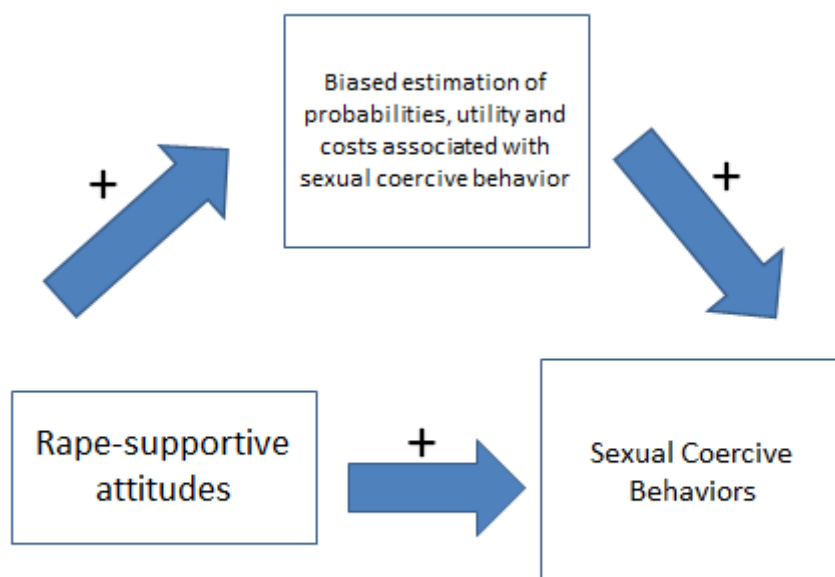 Biased estimation of
probabilities, utility and
costs associated with
sexual coercive behavior
+
+
Rape-supportive
attitudes
+
Sexual Coercive
Behaviors